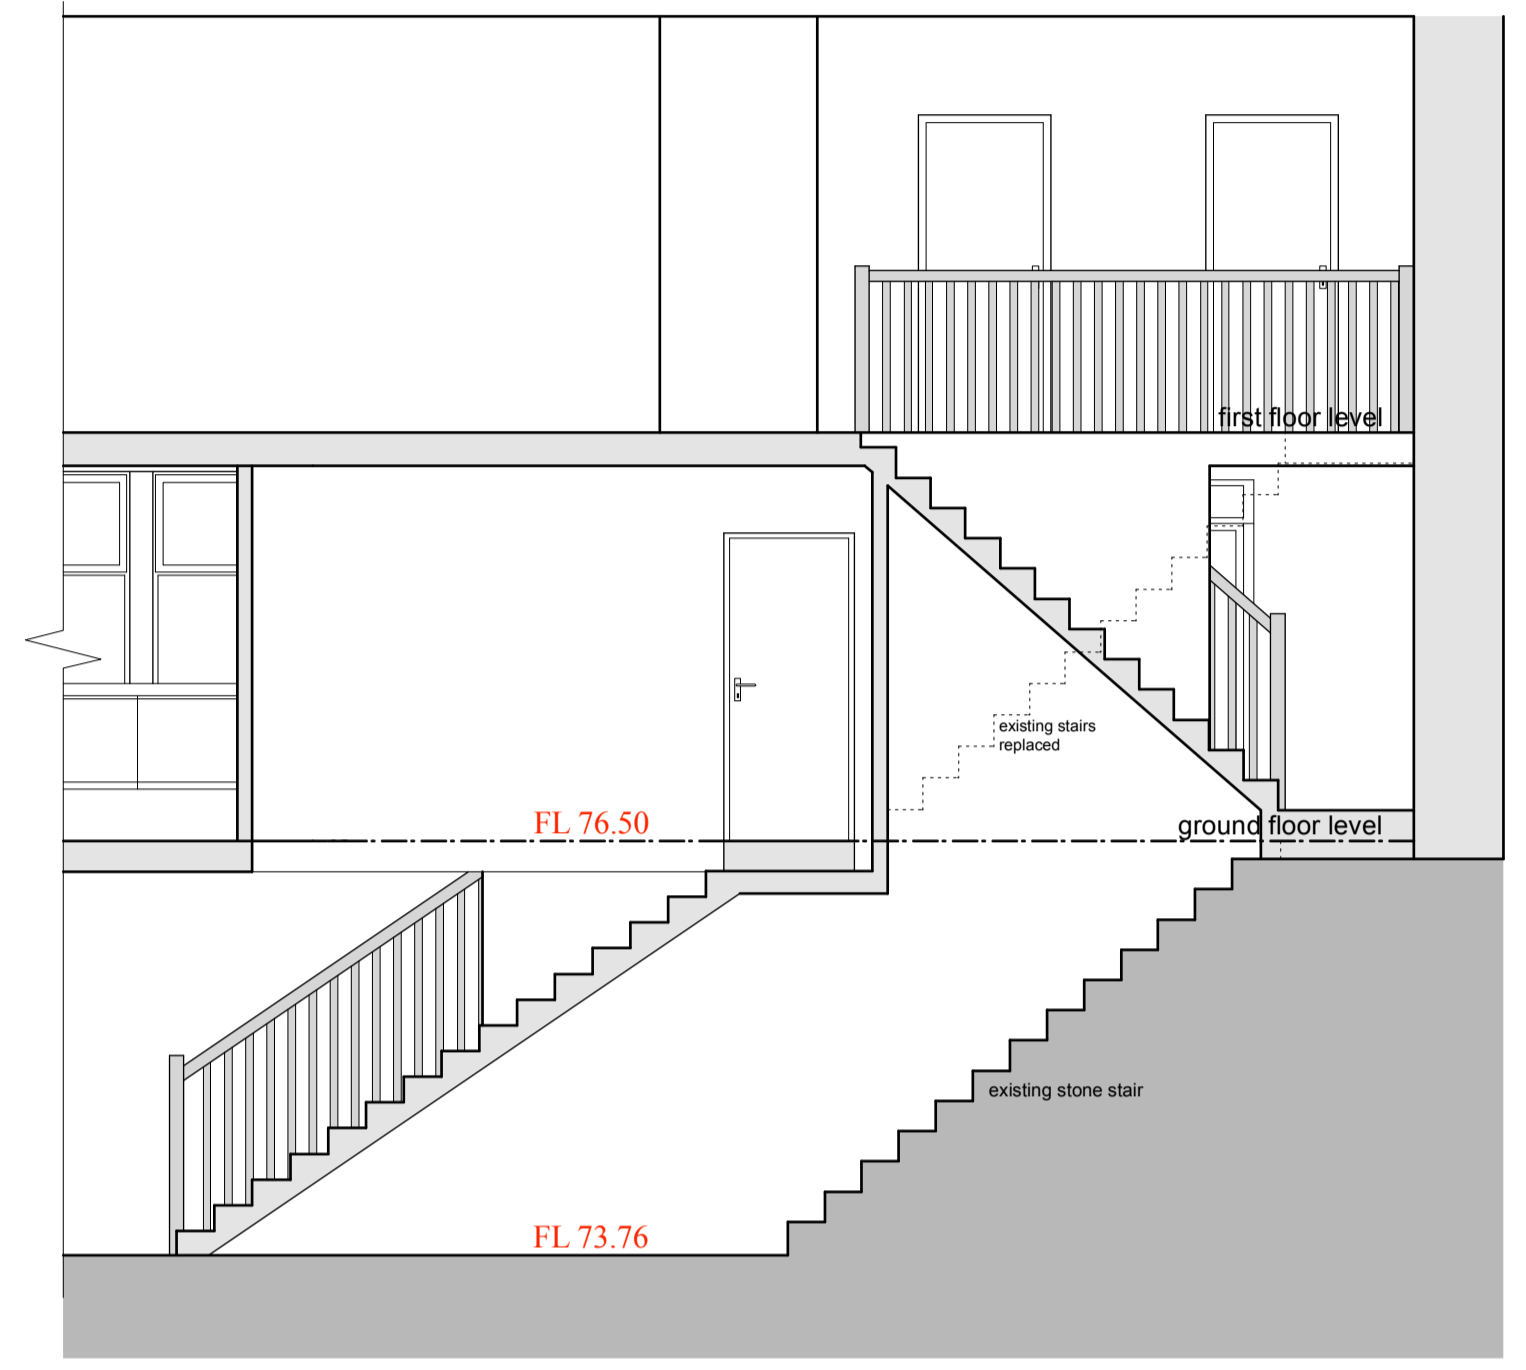 first floor level
existing stairs
replaced
FL 76.50
ground floor level
existing stone stair
FL 73.76